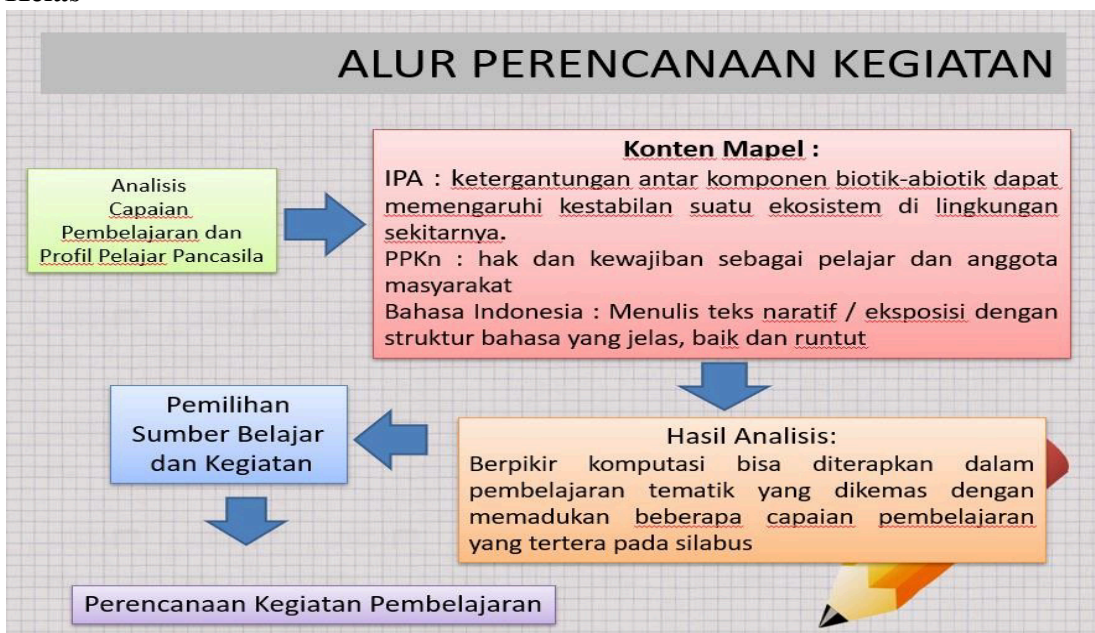 ALUR PERENCANAAN KEGIATAN
Analisis
Capaian
Pembelajaran dan
Profil Pelajar Pancasila
Konten Mapel :
IPA : ketergantungan antar komponen biotik-abiotik dapat
memengaruhi kestabilan suatu ekosistem di lingkungan
sekitarnya.
PPKn : hak dan kewajiban sebagai pelajar dan anggota
masyarakat
Bahasa Indonesia : Menulis teks naratif / eksposisi dengan
struktur bahasa yang jelas, baik dan runtut
Hasil Analisis:
Berpikir komputasi bisa diterapkan dalam
pembelajaran tematik yang dikemas dengan
memadukan beberapa capaian pembelajaran
yang tertera pada silabus
Pemilihan
Sumber Belajar
dan Kegiatan
Perencanaan Kegiatan Pembelajaran